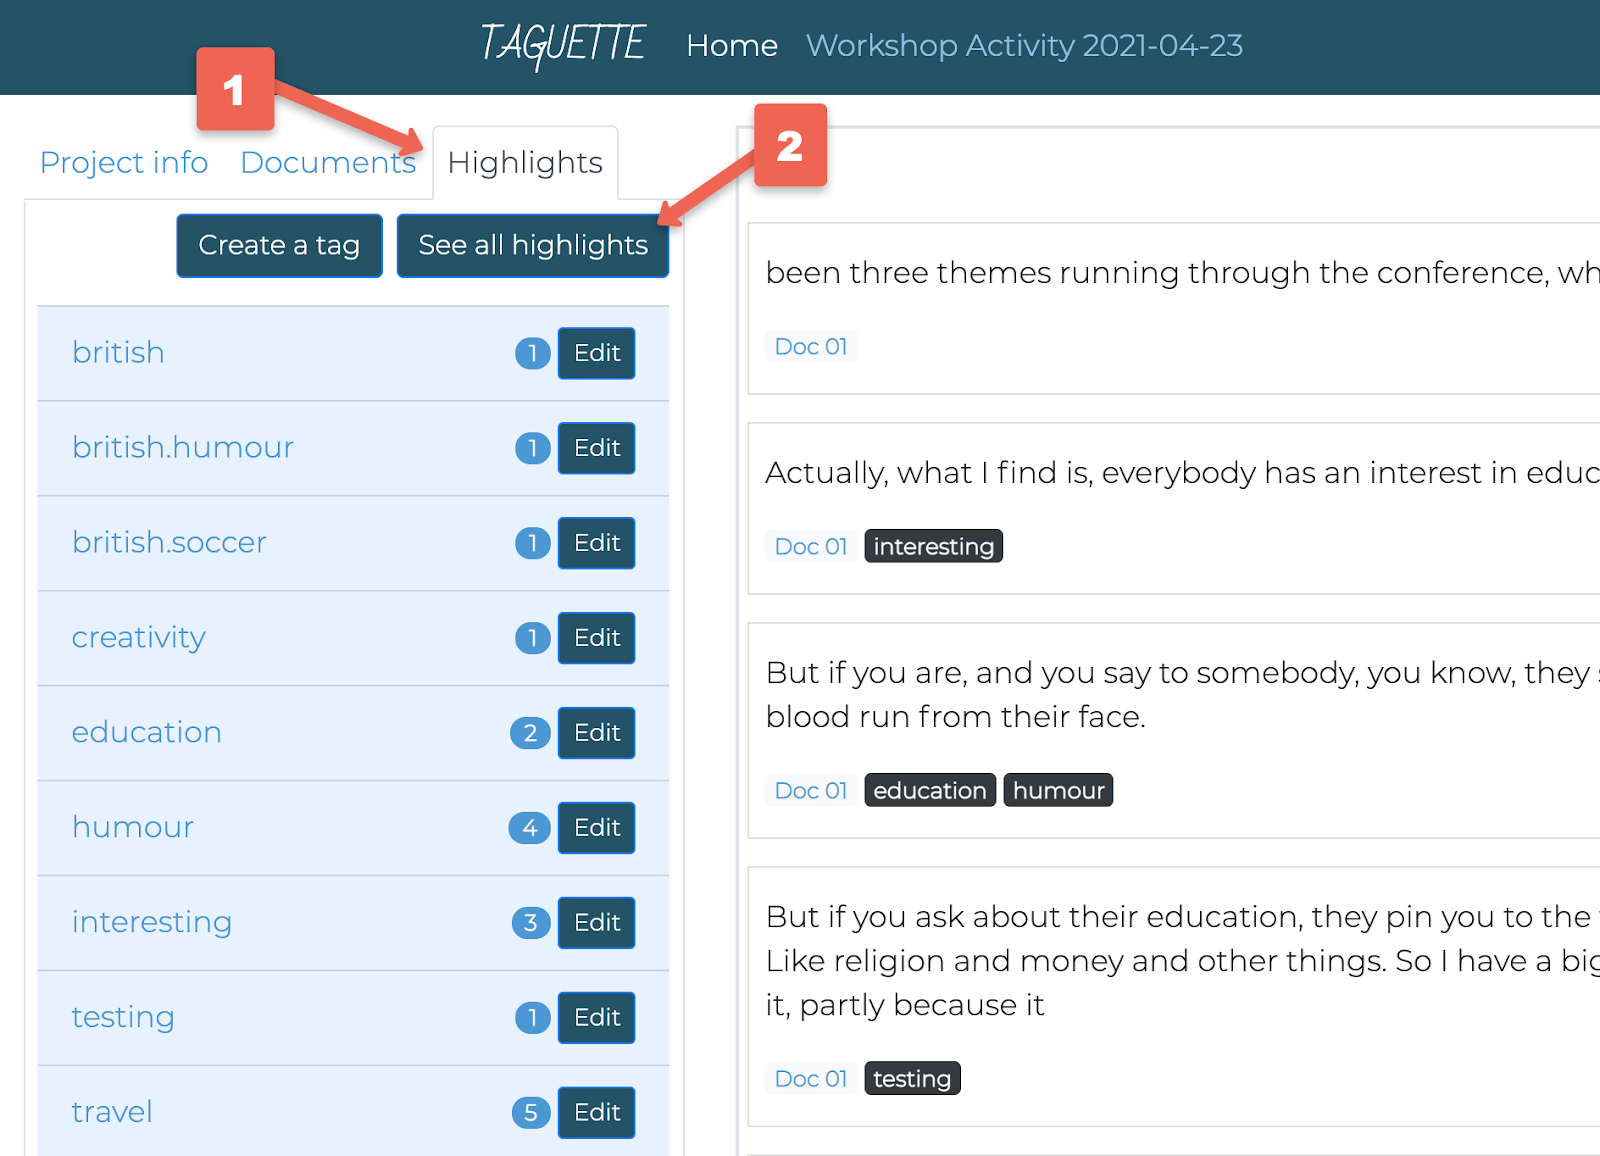 TAGUETTE Home Workshop Activity 2021-04-23
1
2
Project info Documents Highlights
Create a tag See all highlights
british 1 Edit
british.humour 1 Edit
british.soccer 1 Edit
creativity 1 Edit
education 2 Edit
humour 4 Edit
interesting 3 Edit
testing 1 Edit
travel 5 Edit
been three themes running through the conference, wh
Doc 01
Actually, what I find is, everybody has an interest in educ
Doc 01 interesting
But if you are, and you say to somebody, you know, they
blood run from their face.
Doc 01 education humour
But if you ask about their education, they pin you to the
Like religion and money and other things. So I have a big
it, partly because it
Doc 01 testing